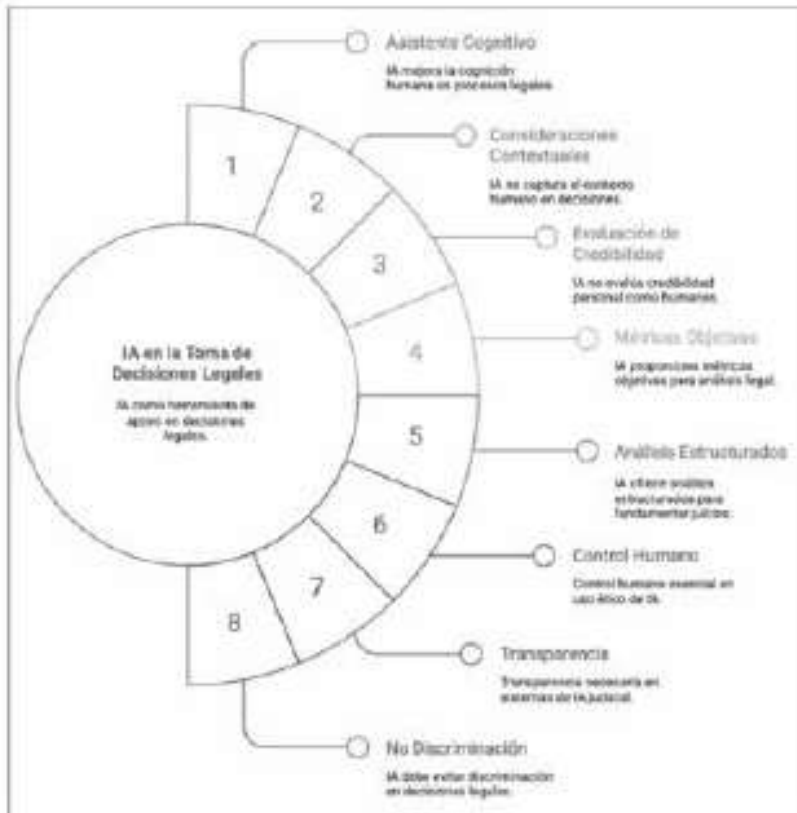 Asistente Cognitivo
IA mejora la cognición
humana en procesos legales.
1
Consideraciones
Contextuales
IA no captura el contexto
humano en decisiones.
2
Evaluación de
Credibilidad
IA no evalúa credibilidad
personal como humanos.
3
Métricas Objetivas
IA proporciona métricas
objetivas para análisis legal.
4
IA en la Toma de
Decisiones Legales
IA como herramienta de
apoyo en decisiones
legales.
5
Análisis Estructurados
IA ofrece análisis
estructurados para
fundamentar juicios.
6
Control Humano
Control humano esencial en
uso ético de IA.
7
Transparencia
Transparencia necesaria en
sistemas de IA judicial.
8
No Discriminación
IA debe evitar discriminación
en decisiones legales.